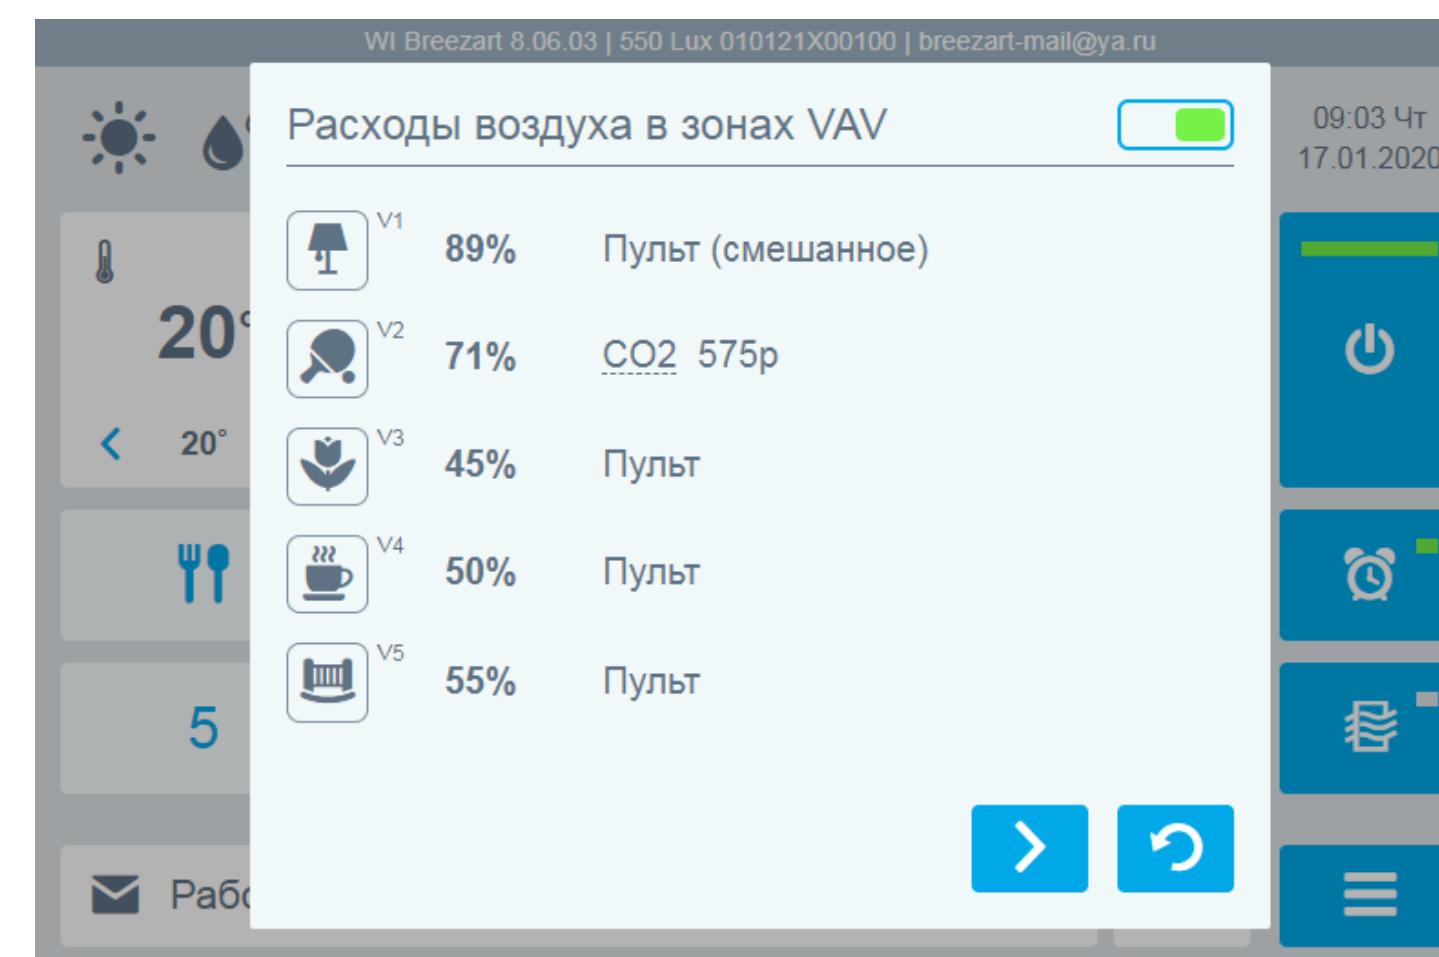 WI Breezart 8.06.03 | 550 Lux 010121X00100 | breezart-mail@ya.ru
Расходы воздуха в зонах VAV
09:03 Чт
17.01.2020
V1 89% Пульт (смешанное)
20°
V2 71% CO2 575p
20°
V3 45% Пульт
V4 50% Пульт
V5 55% Пульт
5